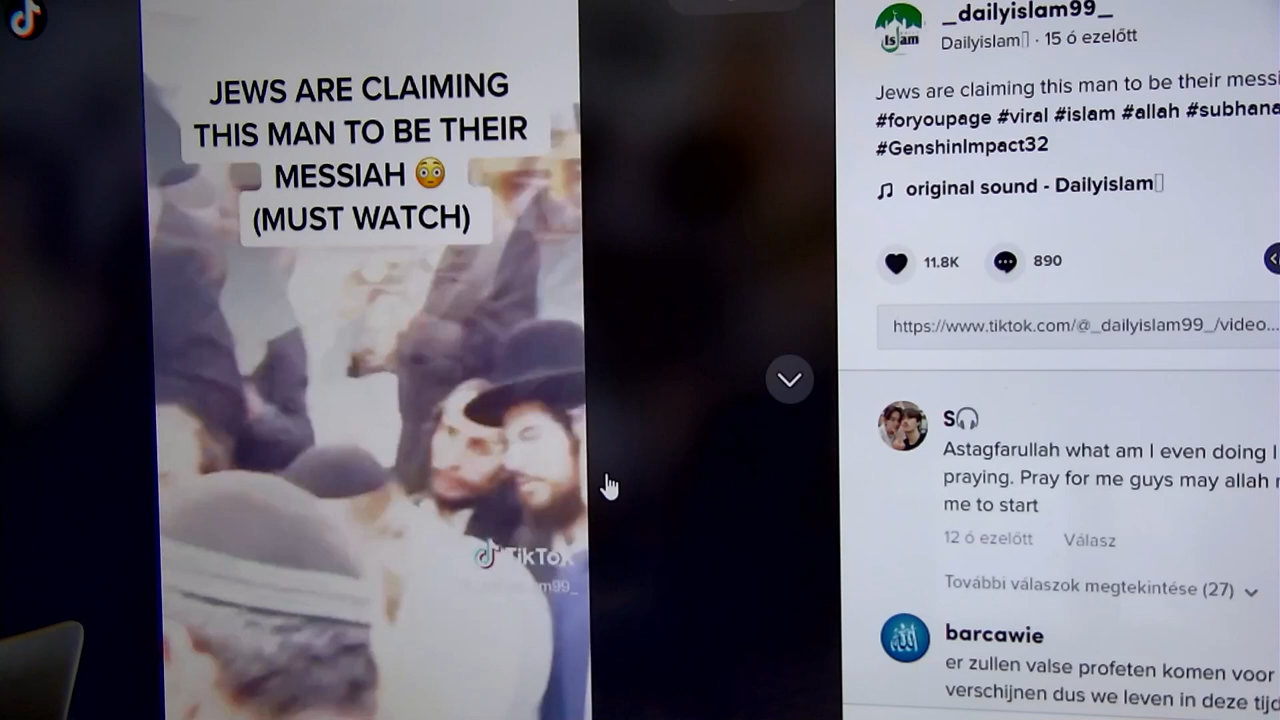 JEWS ARE CLAIMING
THIS MAN TO BE THEIR
MESSIAH 😳
(MUST WATCH)
TikTok
m99_
Islam
_dailyislam99_
Dailyislam · 15 ó ezelőtt
Jews are claiming this man to be their messi
#foryoupage #viral #islam #allah #subhana
#GenshinImpact32
original sound - Dailyislam
11.8K
890
https://www.tiktok.com/@_dailyislam99_/video...
S🎧
Astagfarullah what am I even doing I
praying. Pray for me guys may allah
me to start
12 ó ezelőtt Válasz
További válaszok megtekintése (27)
barcawie
er zullen valse profeten komen voor
verschijnen dus we leven in deze tijd